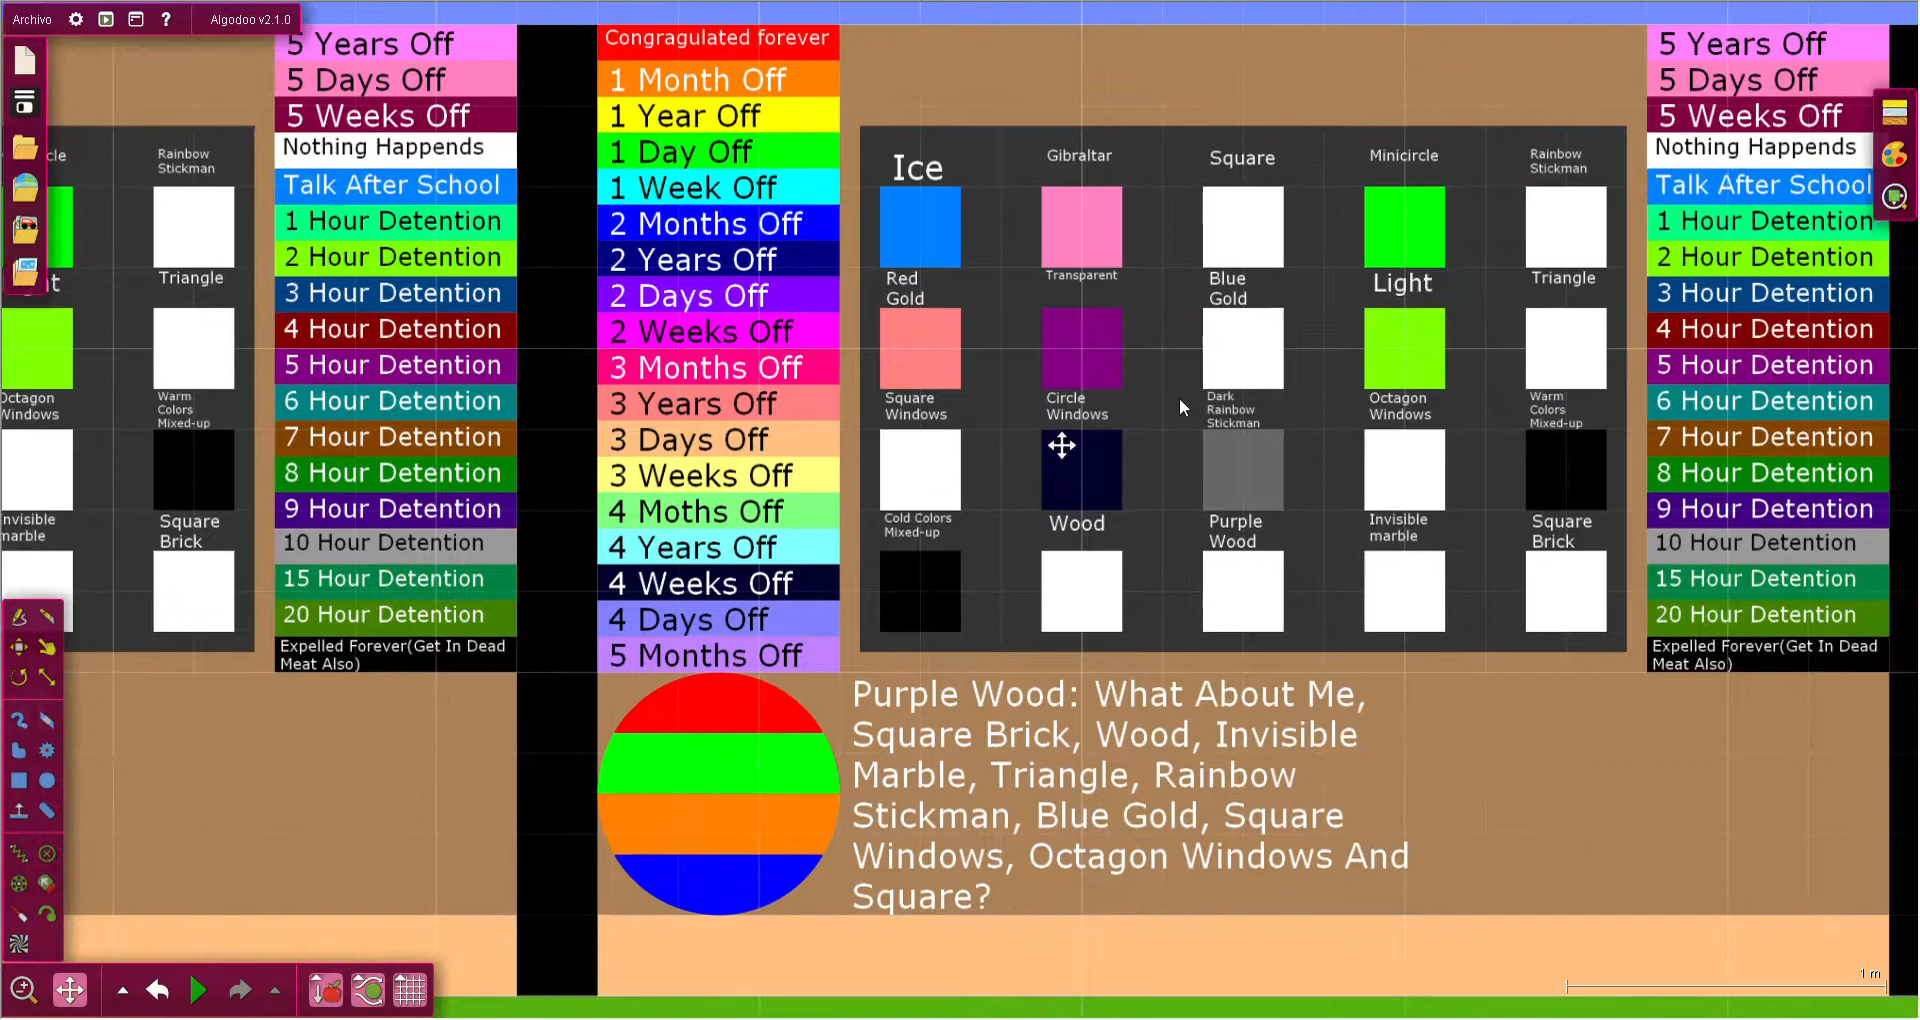 Archivo
Algodoo v2.1.0
5 Years Off
5 Days Off
5 Weeks Off
Nothing Happends
Talk After School
1 Hour Detention
2 Hour Detention
3 Hour Detention
4 Hour Detention
5 Hour Detention
6 Hour Detention
7 Hour Detention
8 Hour Detention
9 Hour Detention
10 Hour Detention
15 Hour Detention
20 Hour Detention
Expelled Forever(Get In Dead
Meat Also)
Rainbow
Stickman
Triangle
Octagon
Windows
Warm
Colors
Mixed-up
Square
Brick
Congragulated forever
1 Month Off
1 Year Off
1 Day Off
1 Week Off
2 Months Off
2 Years Off
2 Days Off
2 Weeks Off
3 Months Off
3 Years Off
3 Days Off
3 Weeks Off
4 Moths Off
4 Years Off
4 Weeks Off
4 Days Off
5 Months Off
Ice
Gibraltar
Square
Minicircle
Rainbow
Stickman
Red
Gold
Transparent
Blue
Gold
Light
Triangle
Square
Windows
Circle
Windows
Dark
Rainbow
Stickman
Octagon
Windows
Warm
Colors
Mixed-up
Cold Colors
Mixed-up
Wood
Purple
Wood
Invisible
marble
Square
Brick
5 Years Off
5 Days Off
5 Weeks Off
Nothing Happends
Talk After School
1 Hour Detention
2 Hour Detention
3 Hour Detention
4 Hour Detention
5 Hour Detention
6 Hour Detention
7 Hour Detention
8 Hour Detention
9 Hour Detention
10 Hour Detention
15 Hour Detention
20 Hour Detention
Expelled Forever(Get In Dead
Meat Also)
Purple Wood: What About Me,
Square Brick, Wood, Invisible
Marble, Triangle, Rainbow
Stickman, Blue Gold, Square
Windows, Octagon Windows And
Square?
1 m